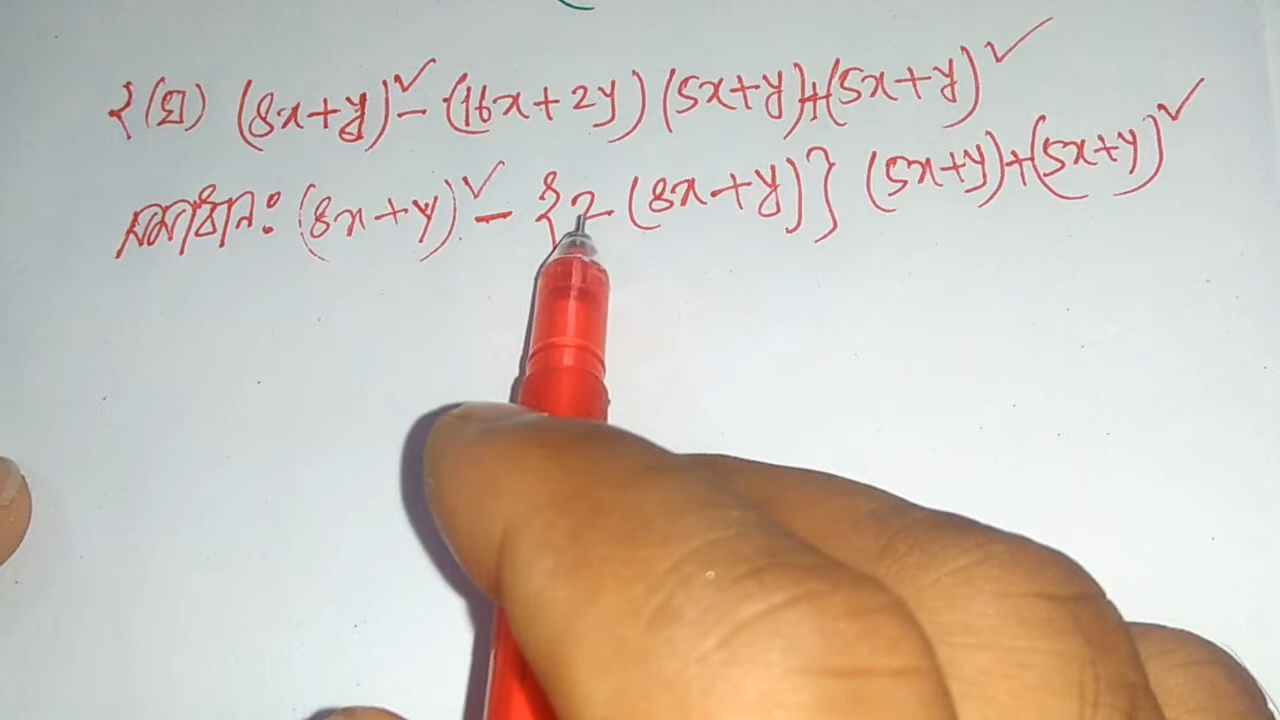 ২(ঘ) (8x+y)² - (16x+2y)(5x+y)+(5x+y)²
সমাধান: (8x+y)² - {2(8x+y)} (5x+y)+(5x+y)²